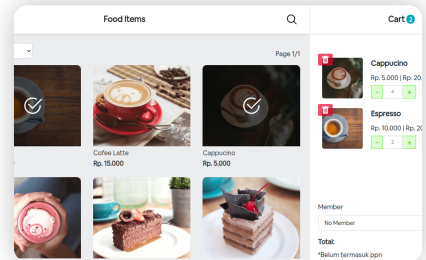 Food Items
Cart 2
Page 1/1
Cofee Latte
Rp. 15.000
Cappucino
Rp. 5.000
Cappucino
Rp. 5.000 | Rp. 20.
- 4 +
Espresso
Rp. 10.000 | Rp. 20
- 2 +
Member
No Member
Total:
*Belum termasuk ppn